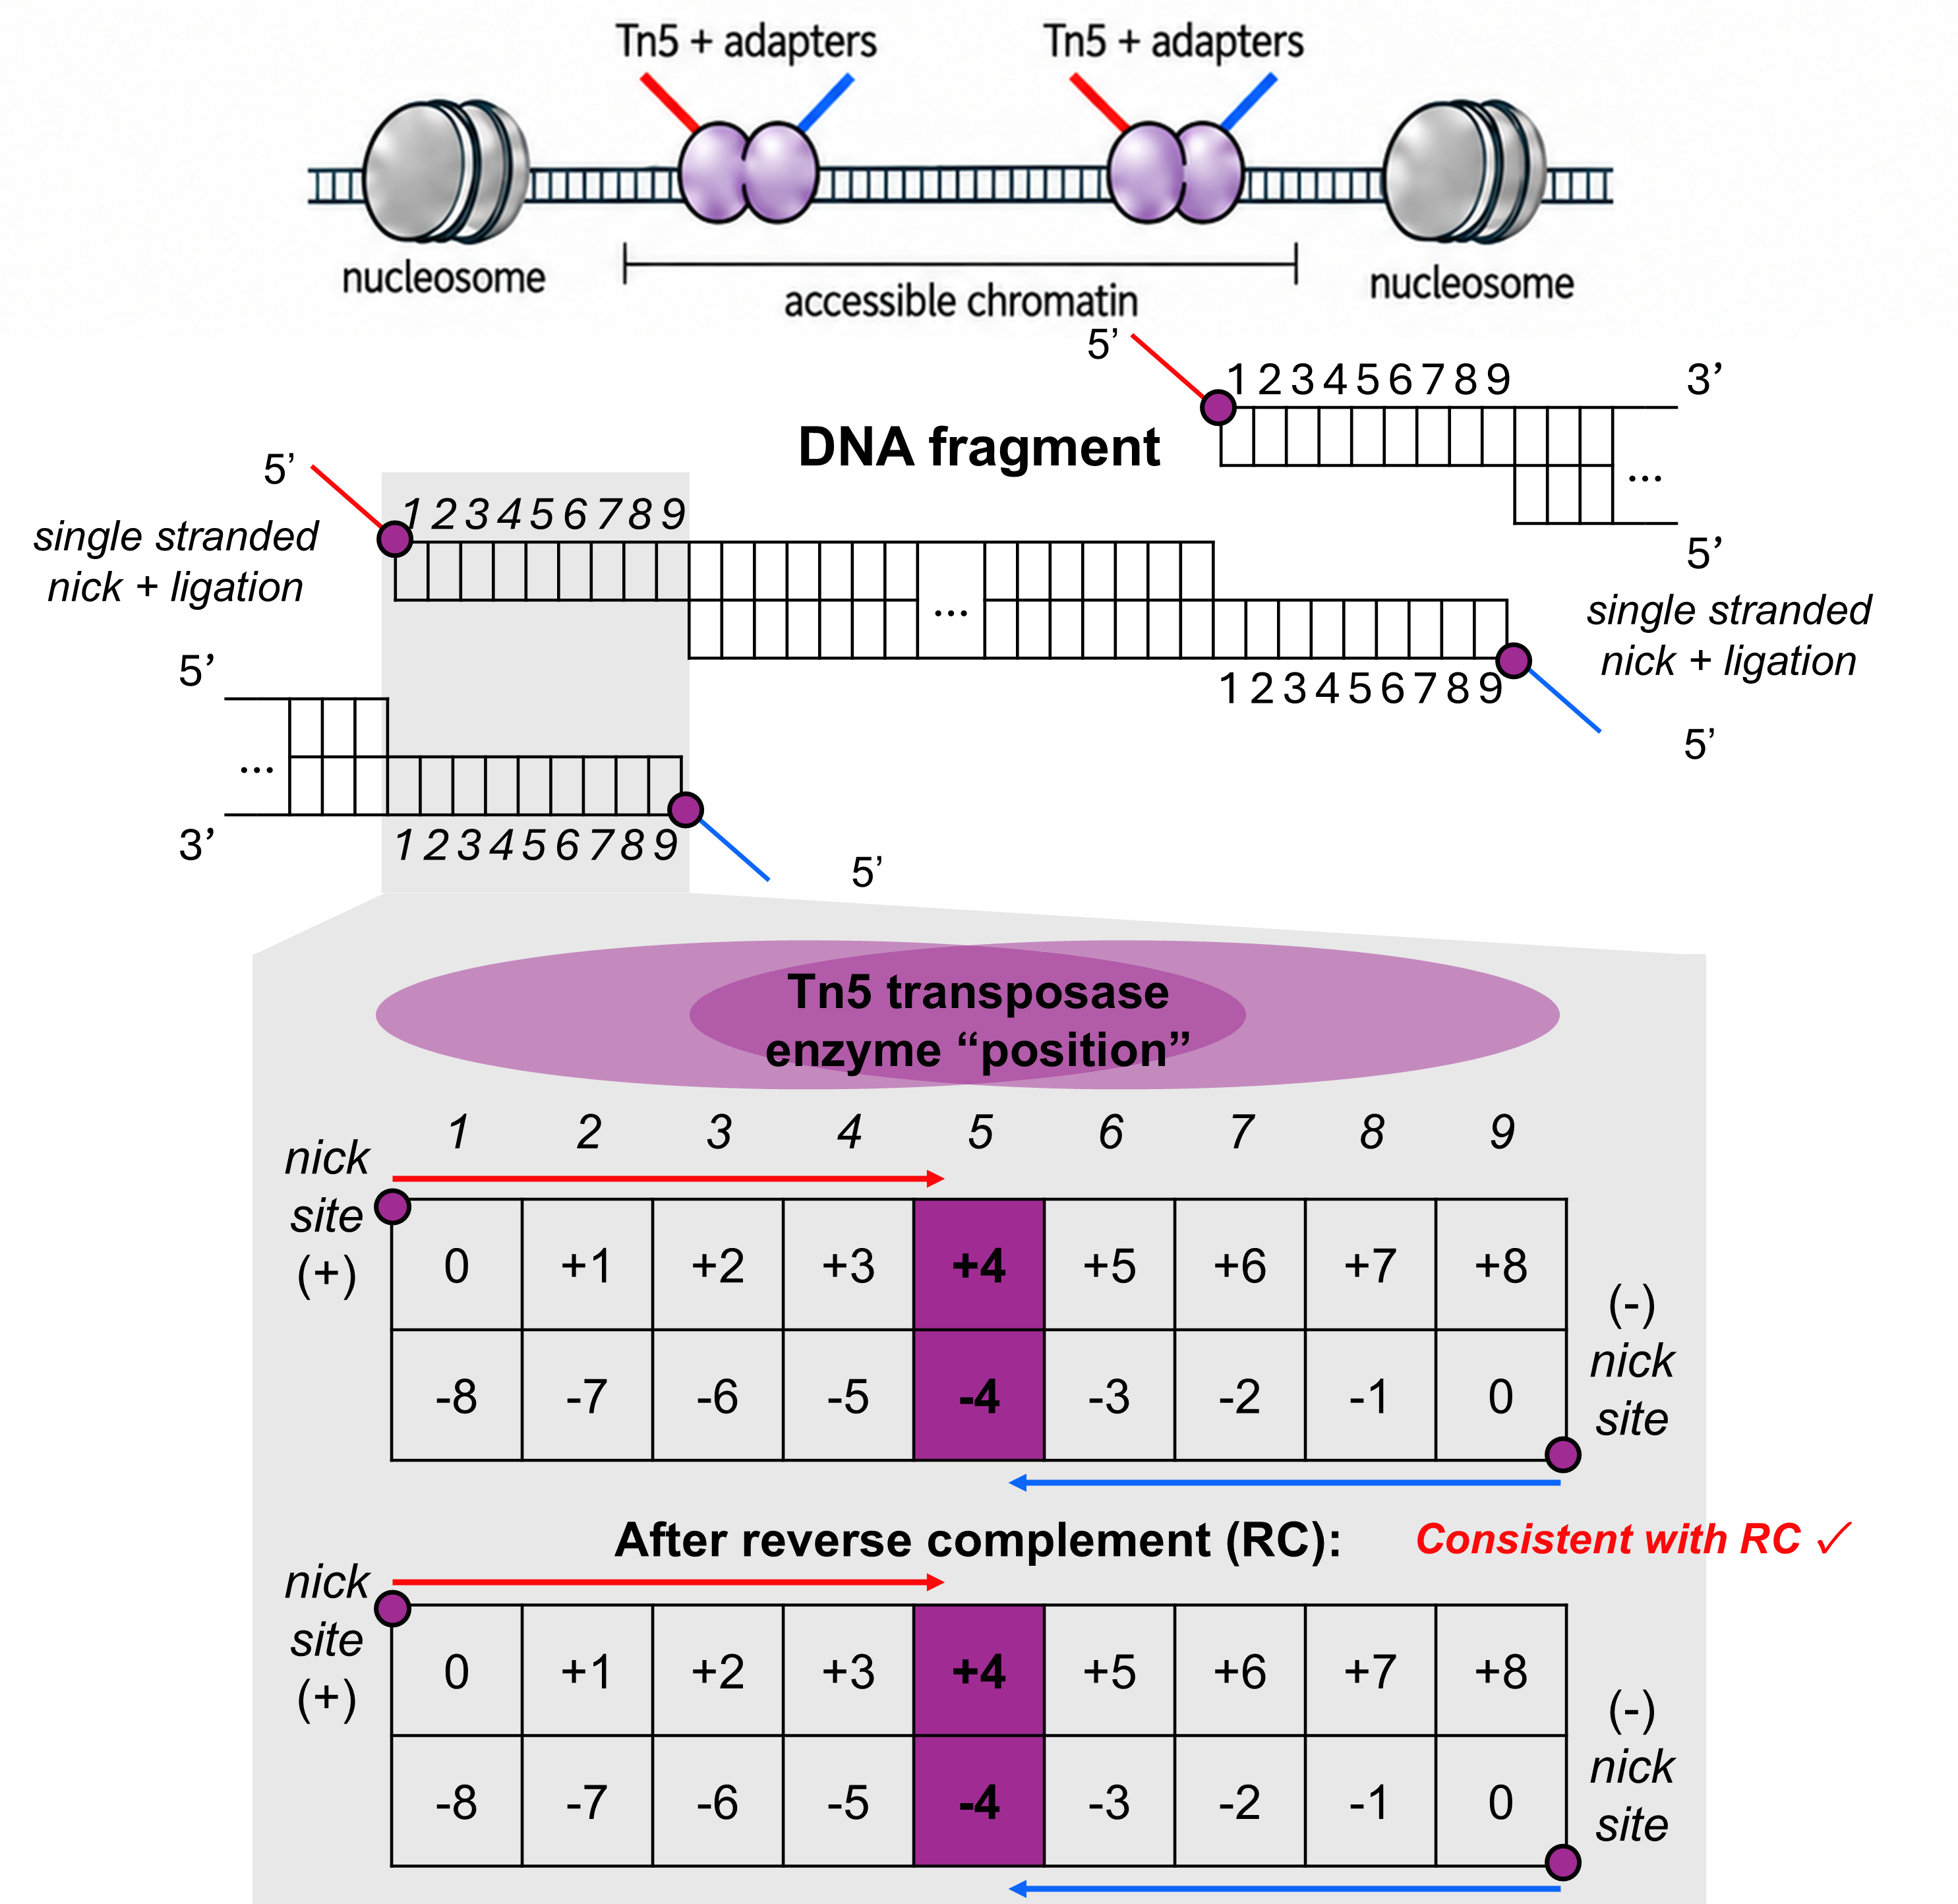 Tn5 + adapters
Tn5 + adapters
nucleosome
nucleosome
accessible chromatin
5’
1 2 3 4 5 6 7 8 9
3’
DNA fragment
...
5’
5’
1 2 3 4 5 6 7 8 9
single stranded
nick + ligation
...
single stranded
nick + ligation
1 2 3 4 5 6 7 8 9
5’
5’
...
3’
1 2 3 4 5 6 7 8 9
5’
Tn5 transposase
enzyme “position”
1 2 3 4 5 6 7 8 9
nick
site
(+)
0 +1 +2 +3 +4 +5 +6 +7 +8
-8 -7 -6 -5 -4 -3 -2 -1 0
(-)
nick
site
After reverse complement (RC):
Consistent with RC ✓
nick
site
(+)
0 +1 +2 +3 +4 +5 +6 +7 +8
-8 -7 -6 -5 -4 -3 -2 -1 0
(-)
nick
site